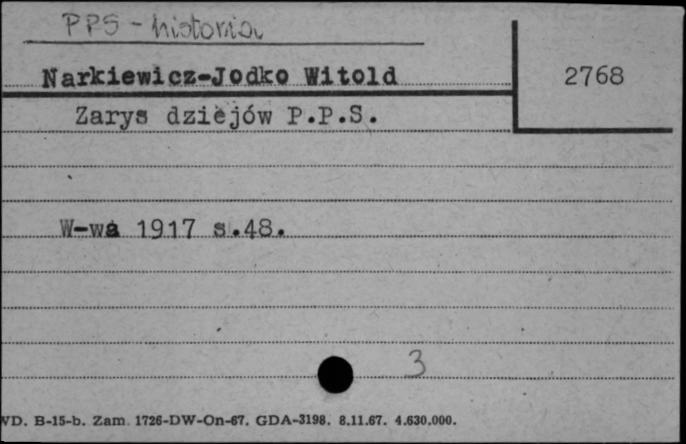 PPS - historia
Narkiewicz-Jodko Witold
2768
Zarys dziejów P.P.S.
W-wa 1917 s.48.
3
WD. B-15-b. Zam. 1726-DW-On-67. GDA-3198. 8.11.67. 4.630.000.